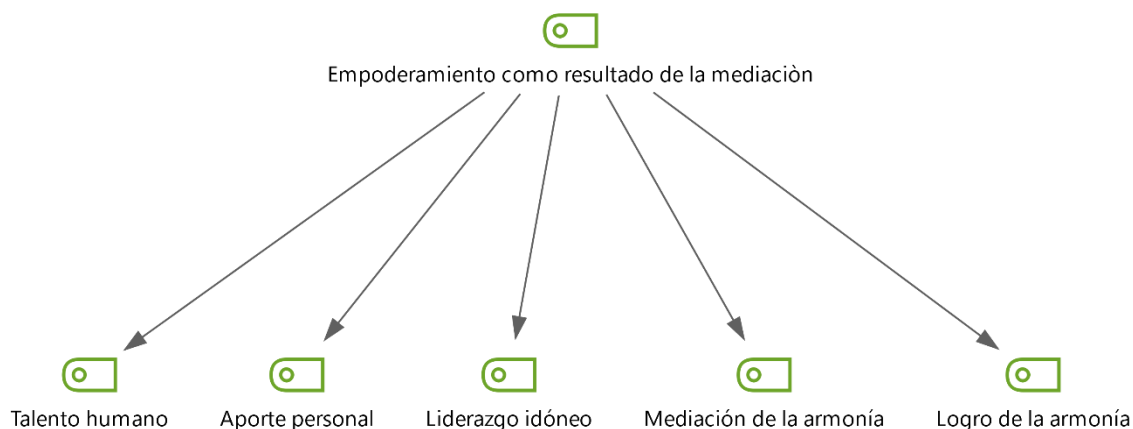 Empoderamiento como resultado de la mediaciòn
Talento humano
Aporte personal
Liderazgo idóneo
Mediación de la armonía
Logro de la armonía